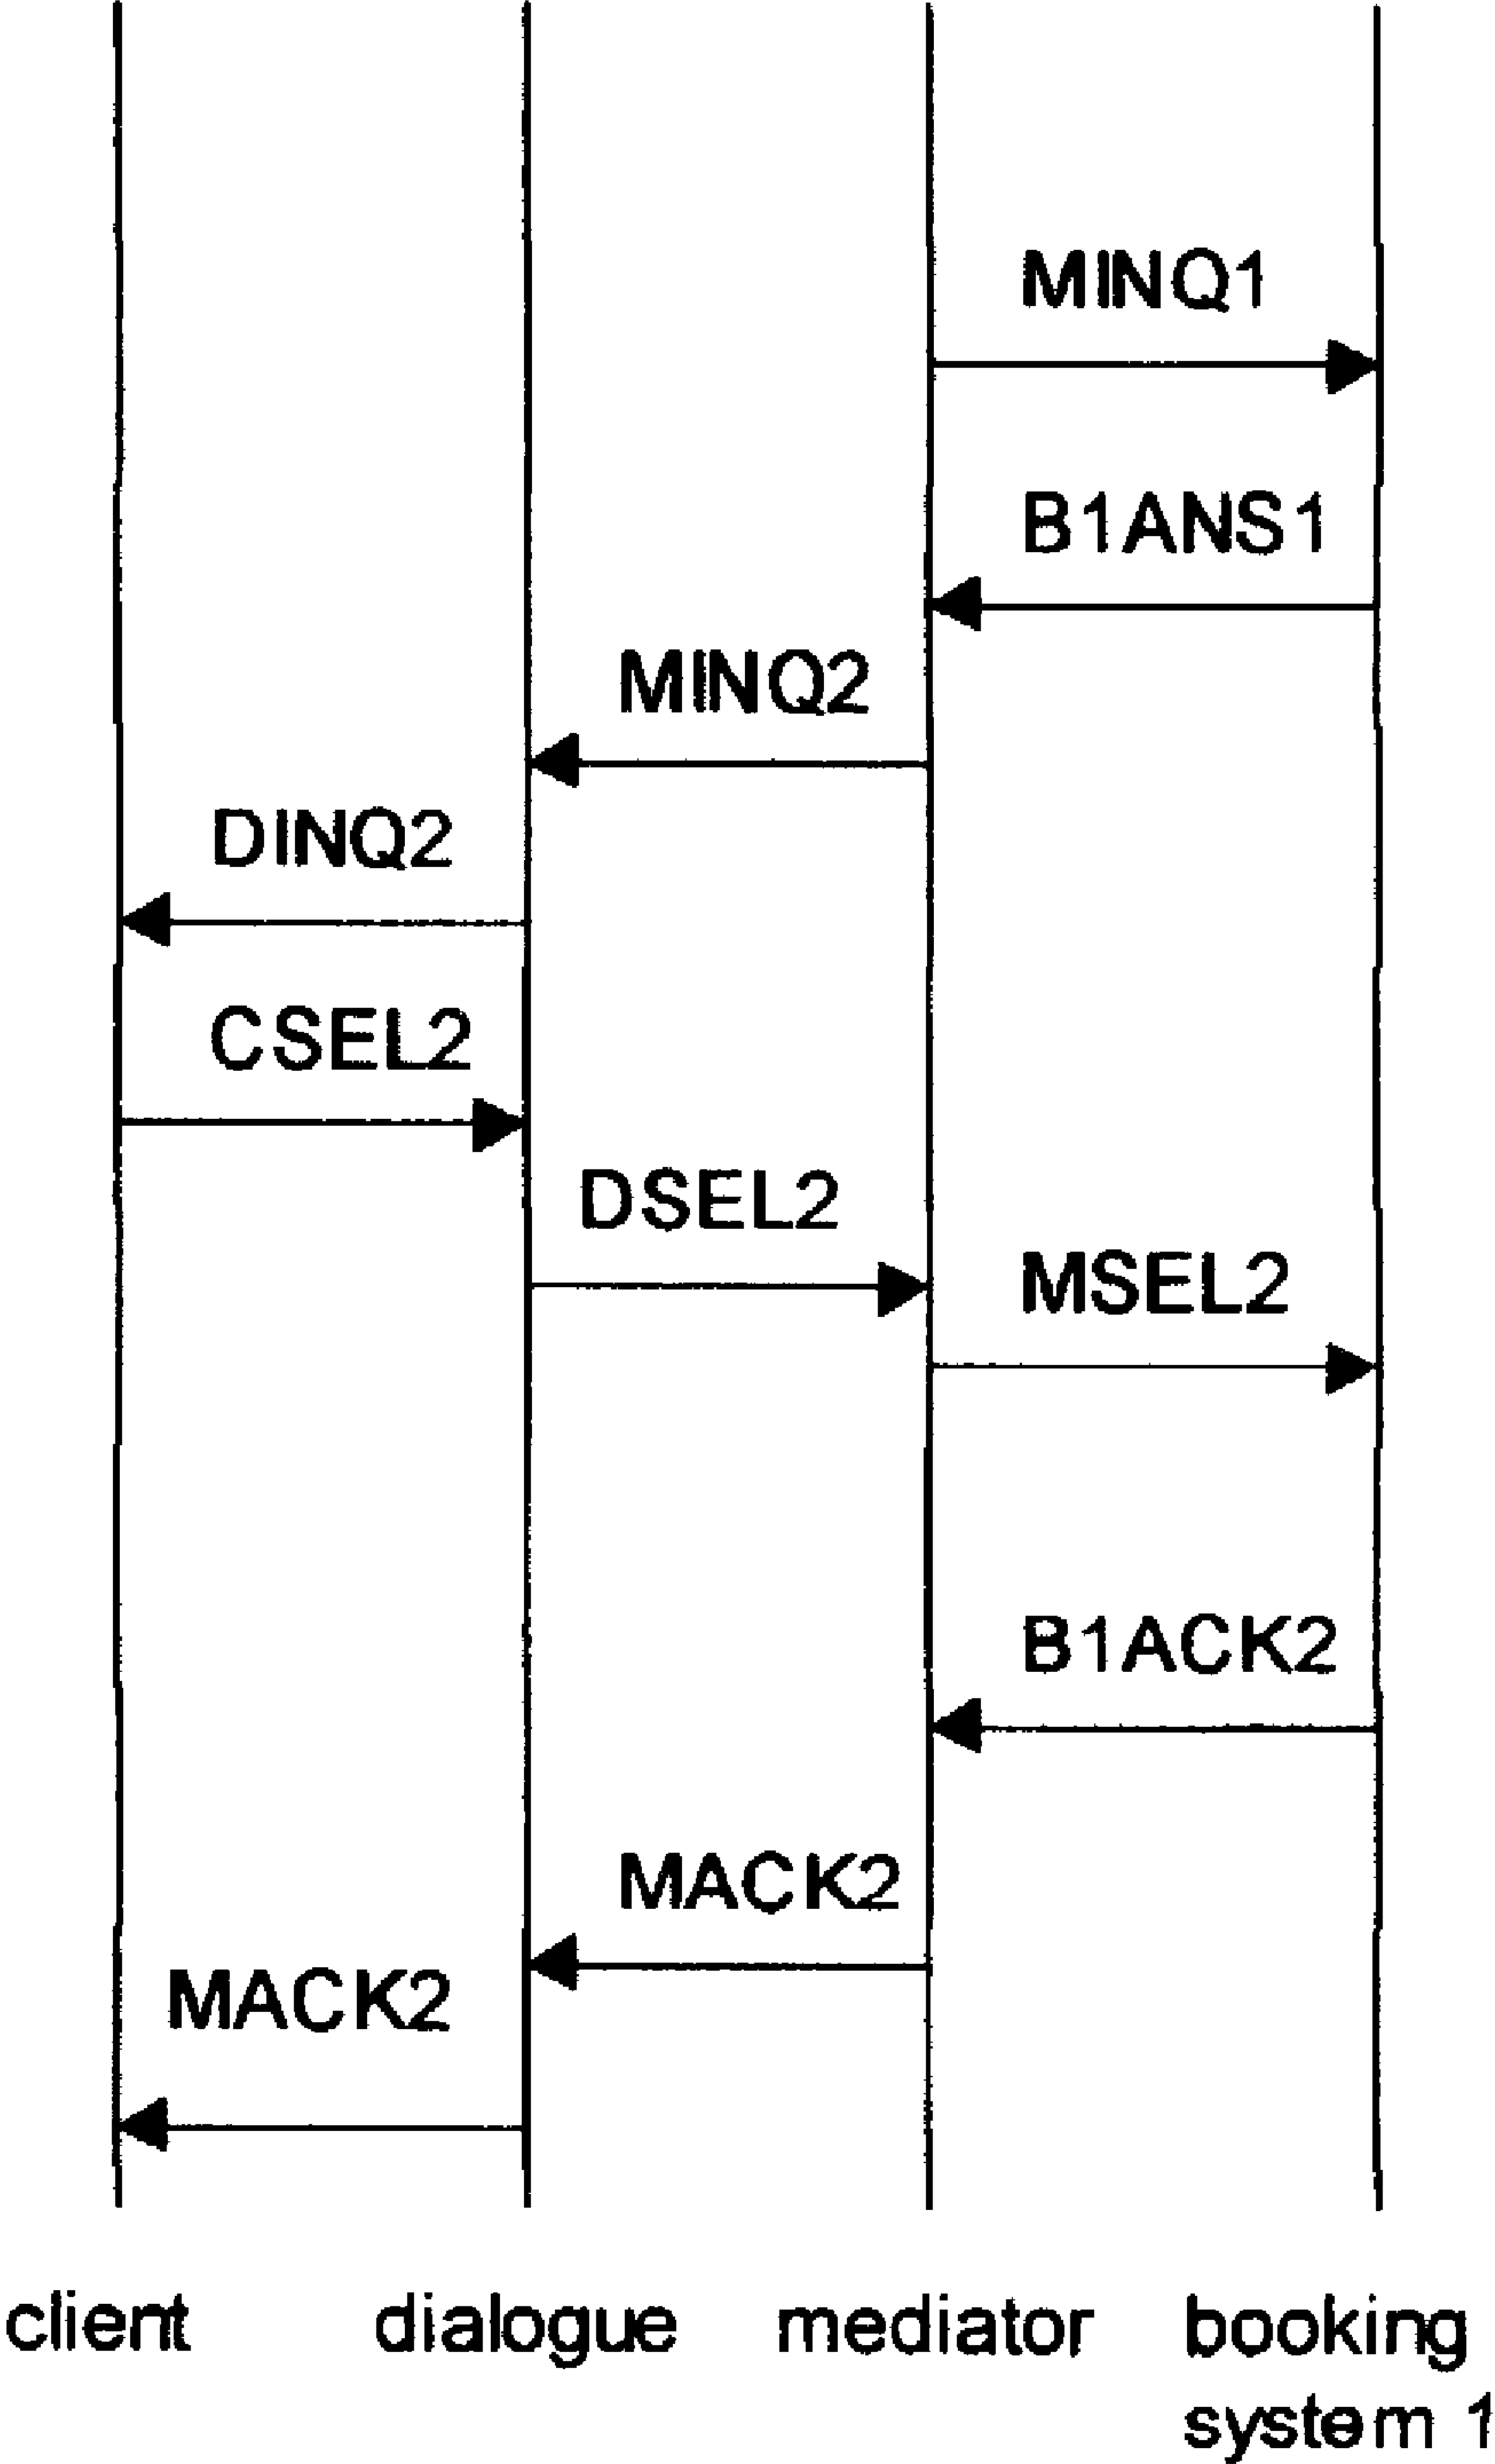 MINQ1
B1ANS1
MINQ2
DINQ2
CSEL2
DSEL2
MSEL2
B1ACK2
MACK2
MACK2
client dialogue mediator booking
system 1